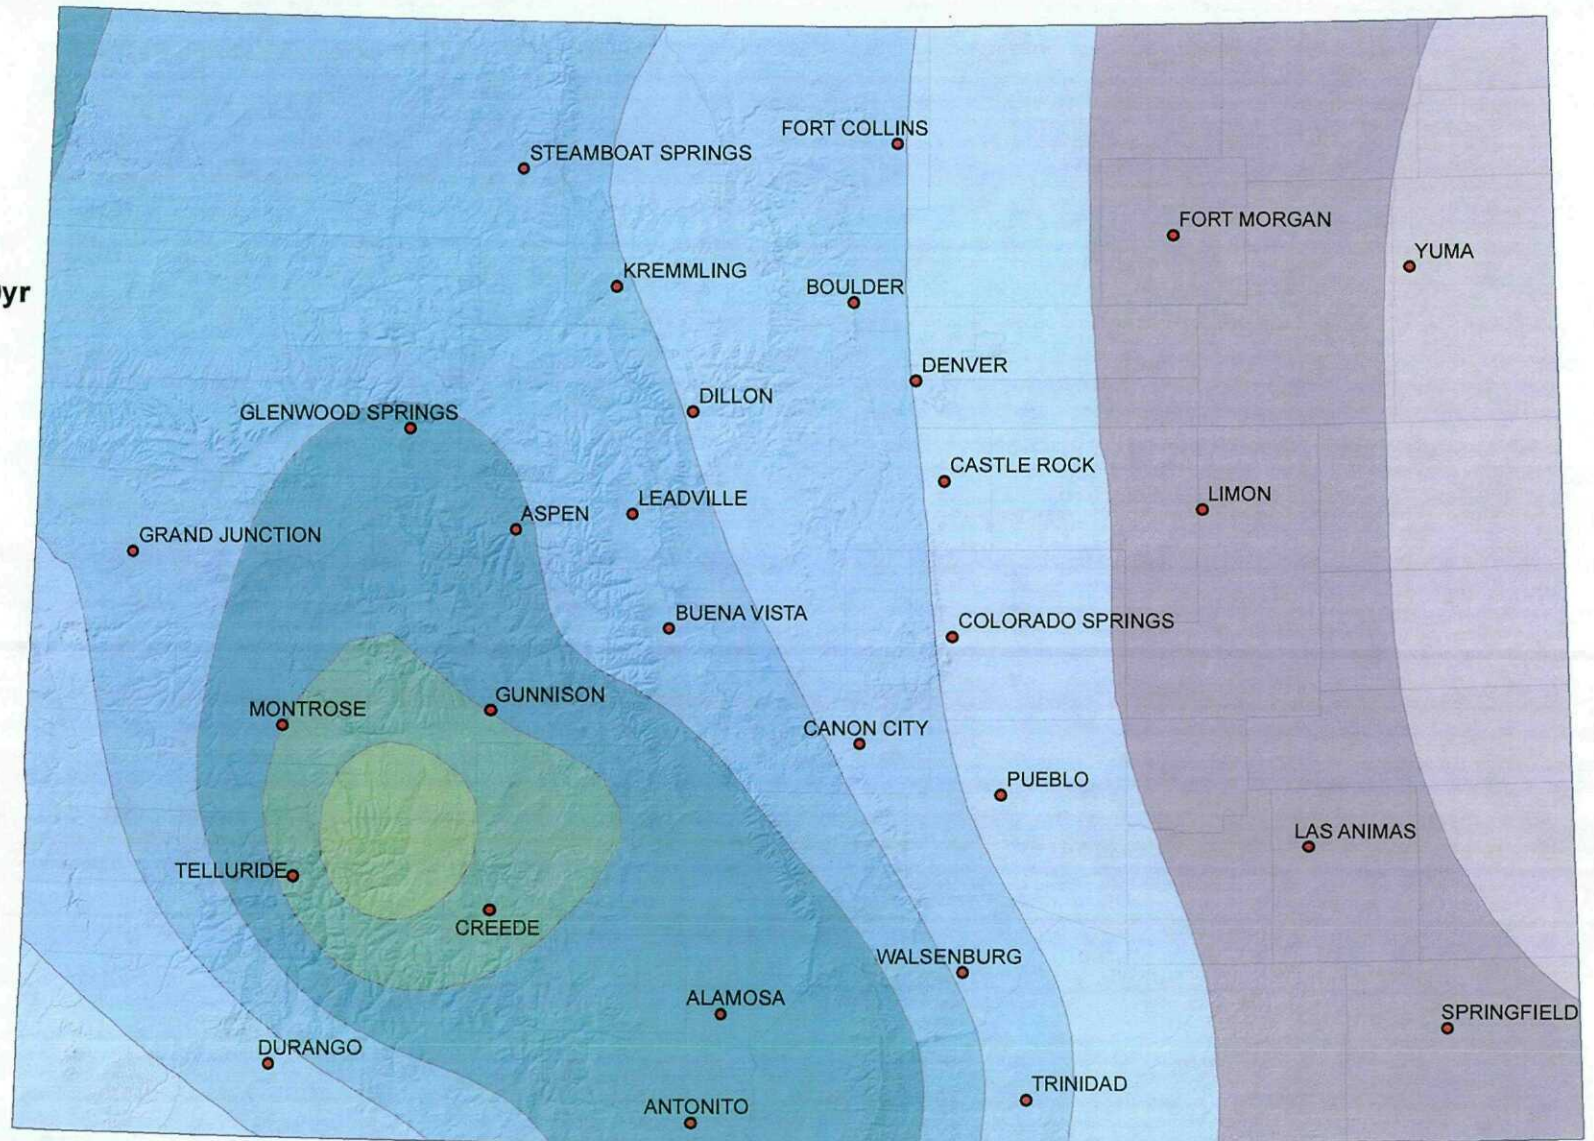 FORT COLLINS
STEAMBOAT SPRINGS
FORT MORGAN
YUMA
KREMMLING
BOULDER
yr
DENVER
DILLON
GLENWOOD SPRINGS
CASTLE ROCK
LEADVILLE
LIMON
ASPEN
GRAND JUNCTION
BUENA VISTA
COLORADO SPRINGS
GUNNISON
MONTROSE
CANON CITY
PUEBLO
LAS ANIMAS
TELLURIDE
CREEDE
WALSENBURG
ALAMOSA
SPRINGFIELD
DURANGO
TRINIDAD
ANTONITO